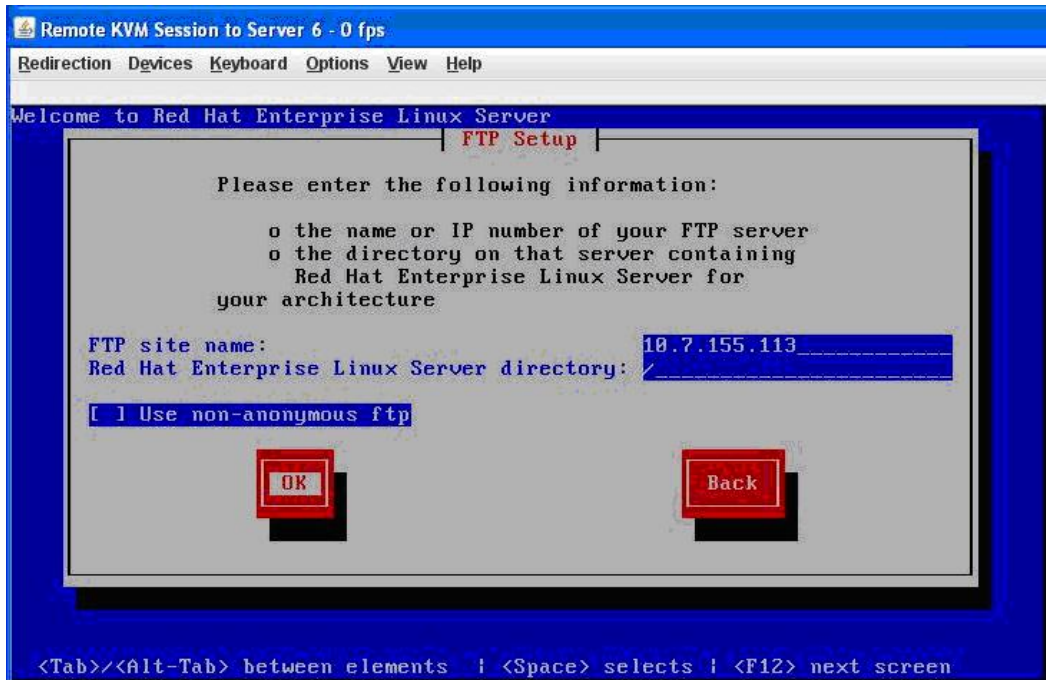 Remote KVM Session to Server 6 - 0 fps
Redirection Devices Keyboard Options View Help
Welcome to Red Hat Enterprise Linux Server
FTP Setup
Please enter the following information:
o the name or IP number of your FTP server
o the directory on that server containing
Red Hat Enterprise Linux Server for
your architecture
FTP site name: 10.7.155.113____________
Red Hat Enterprise Linux Server directory: /_______________________
[ ] Use non-anonymous ftp
OK Back
<Tab>/<Alt-Tab> between elements | <Space> selects | <F12> next screen